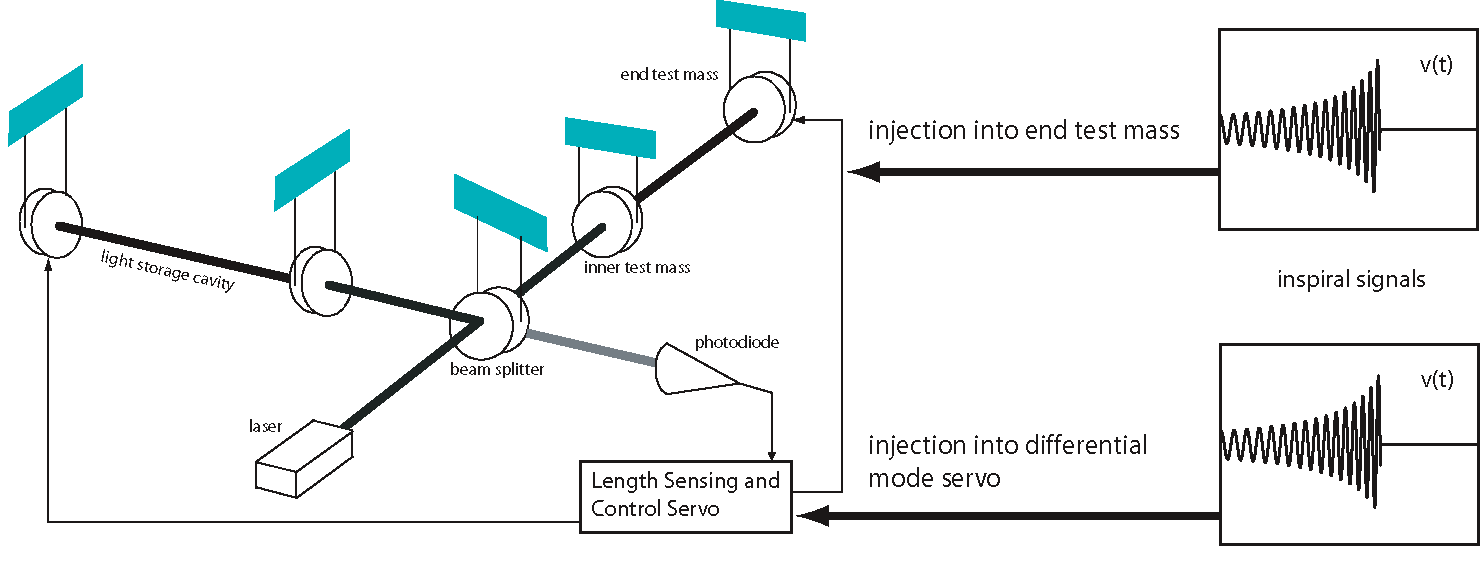 end test mass
v(t)
injection into end test mass
light storage cavity
inner test mass
inspiral signals
photodiode
beam splitter
v(t)
laser
injection into differential
mode servo
Length Sensing and
Control Servo